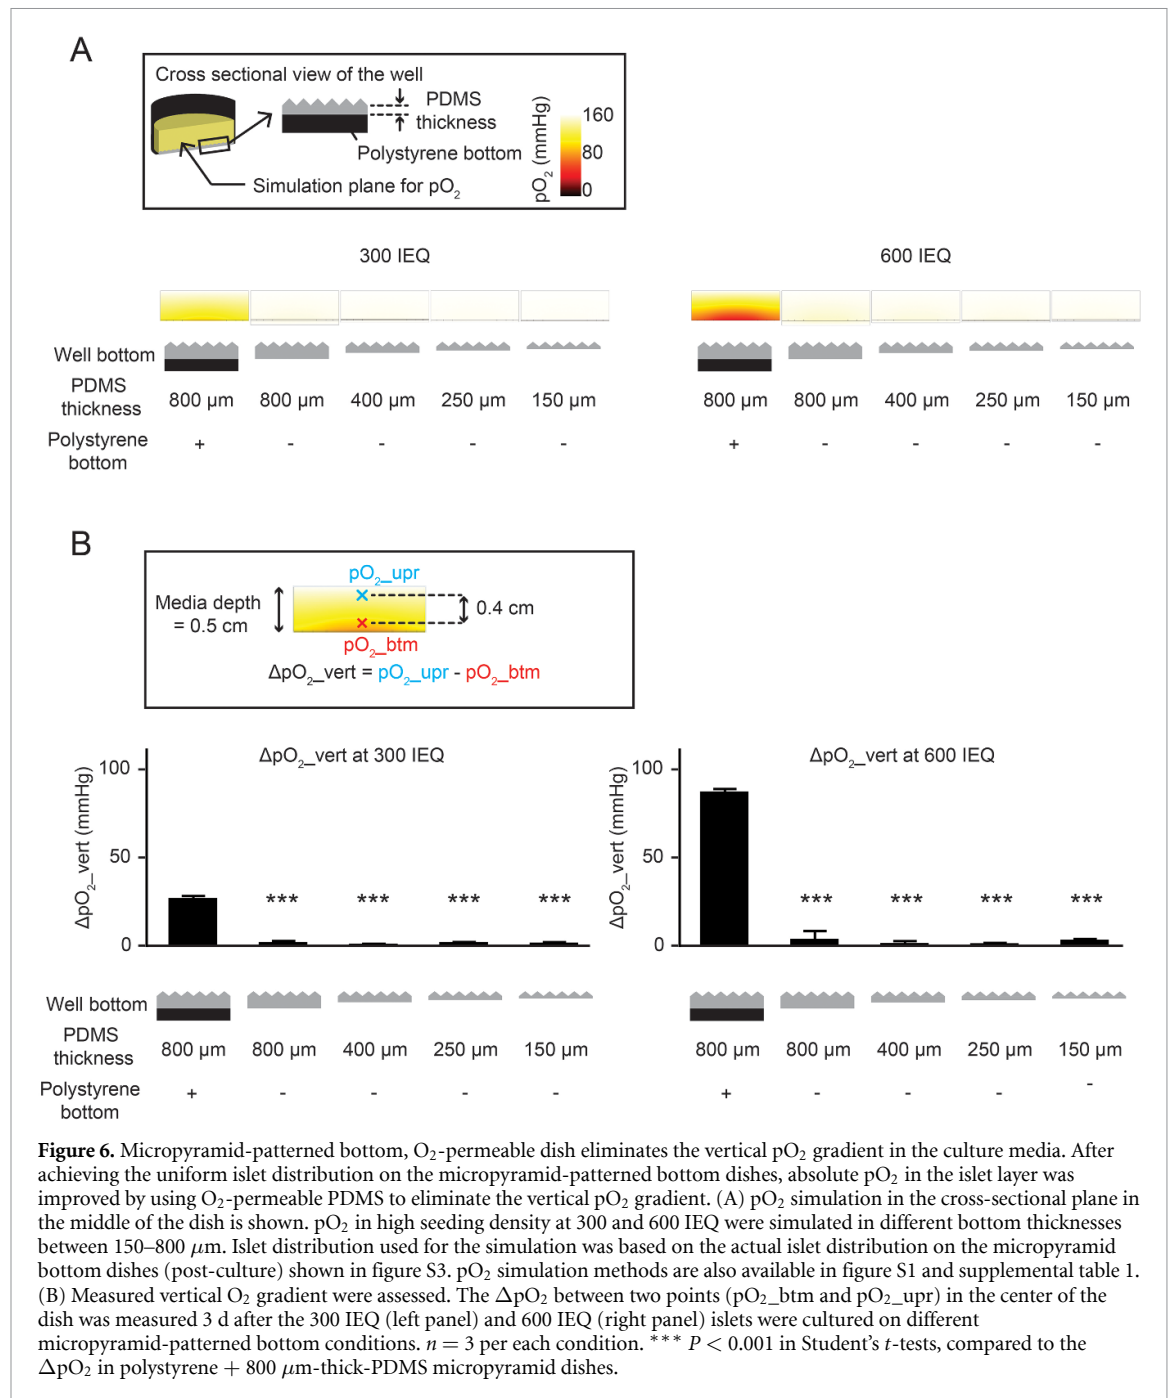 A
Cross sectional view of the well
PDMS
thickness
Polystyrene bottom
Simulation plane for pO2
pO2 (mmHg)
160
80
0
300 IEQ
600 IEQ
Well bottom
PDMS
thickness
800 µm 800 µm 400 µm 250 µm 150 µm
800 µm 800 µm 400 µm 250 µm 150 µm
Polystyrene
bottom
+ - - - -
+ - - - -
B
pO2_upr
Media depth
= 0.5 cm
0.4 cm
pO2_btm
ΔpO2_vert = pO2_upr - pO2_btm
ΔpO2_vert at 300 IEQ
ΔpO2_vert (mmHg)
100
50
0
*** *** *** ***
ΔpO2_vert at 600 IEQ
ΔpO2_vert (mmHg)
100
50
0
*** *** *** ***
Well bottom
PDMS
thickness
800 µm 800 µm 400 µm 250 µm 150 µm
800 µm 800 µm 400 µm 250 µm 150 µm
Polystyrene
bottom
+ - - - -
+ - - - -
Figure 6. Micropyramid-patterned bottom, O2-permeable dish eliminates the vertical pO2 gradient in the culture media. After
achieving the uniform islet distribution on the micropyramid-patterned bottom dishes, absolute pO2 in the islet layer was
improved by using O2-permeable PDMS to eliminate the vertical pO2 gradient. (A) pO2 simulation in the cross-sectional plane in
the middle of the dish is shown. pO2 in high seeding density at 300 and 600 IEQ were simulated in different bottom thicknesses
between 150–800 µm. Islet distribution used for the simulation was based on the actual islet distribution on the micropyramid
bottom dishes (post-culture) shown in figure S3. pO2 simulation methods are also available in figure S1 and supplemental table 1.
(B) Measured vertical O2 gradient were assessed. The ΔpO2 between two points (pO2_btm and pO2_upr) in the center of the
dish was measured 3 d after the 300 IEQ (left panel) and 600 IEQ (right panel) islets were cultured on different
micropyramid-patterned bottom conditions. n = 3 per each condition. *** P < 0.001 in Student's t-tests, compared to the
ΔpO2 in polystyrene + 800 µm-thick-PDMS micropyramid dishes.